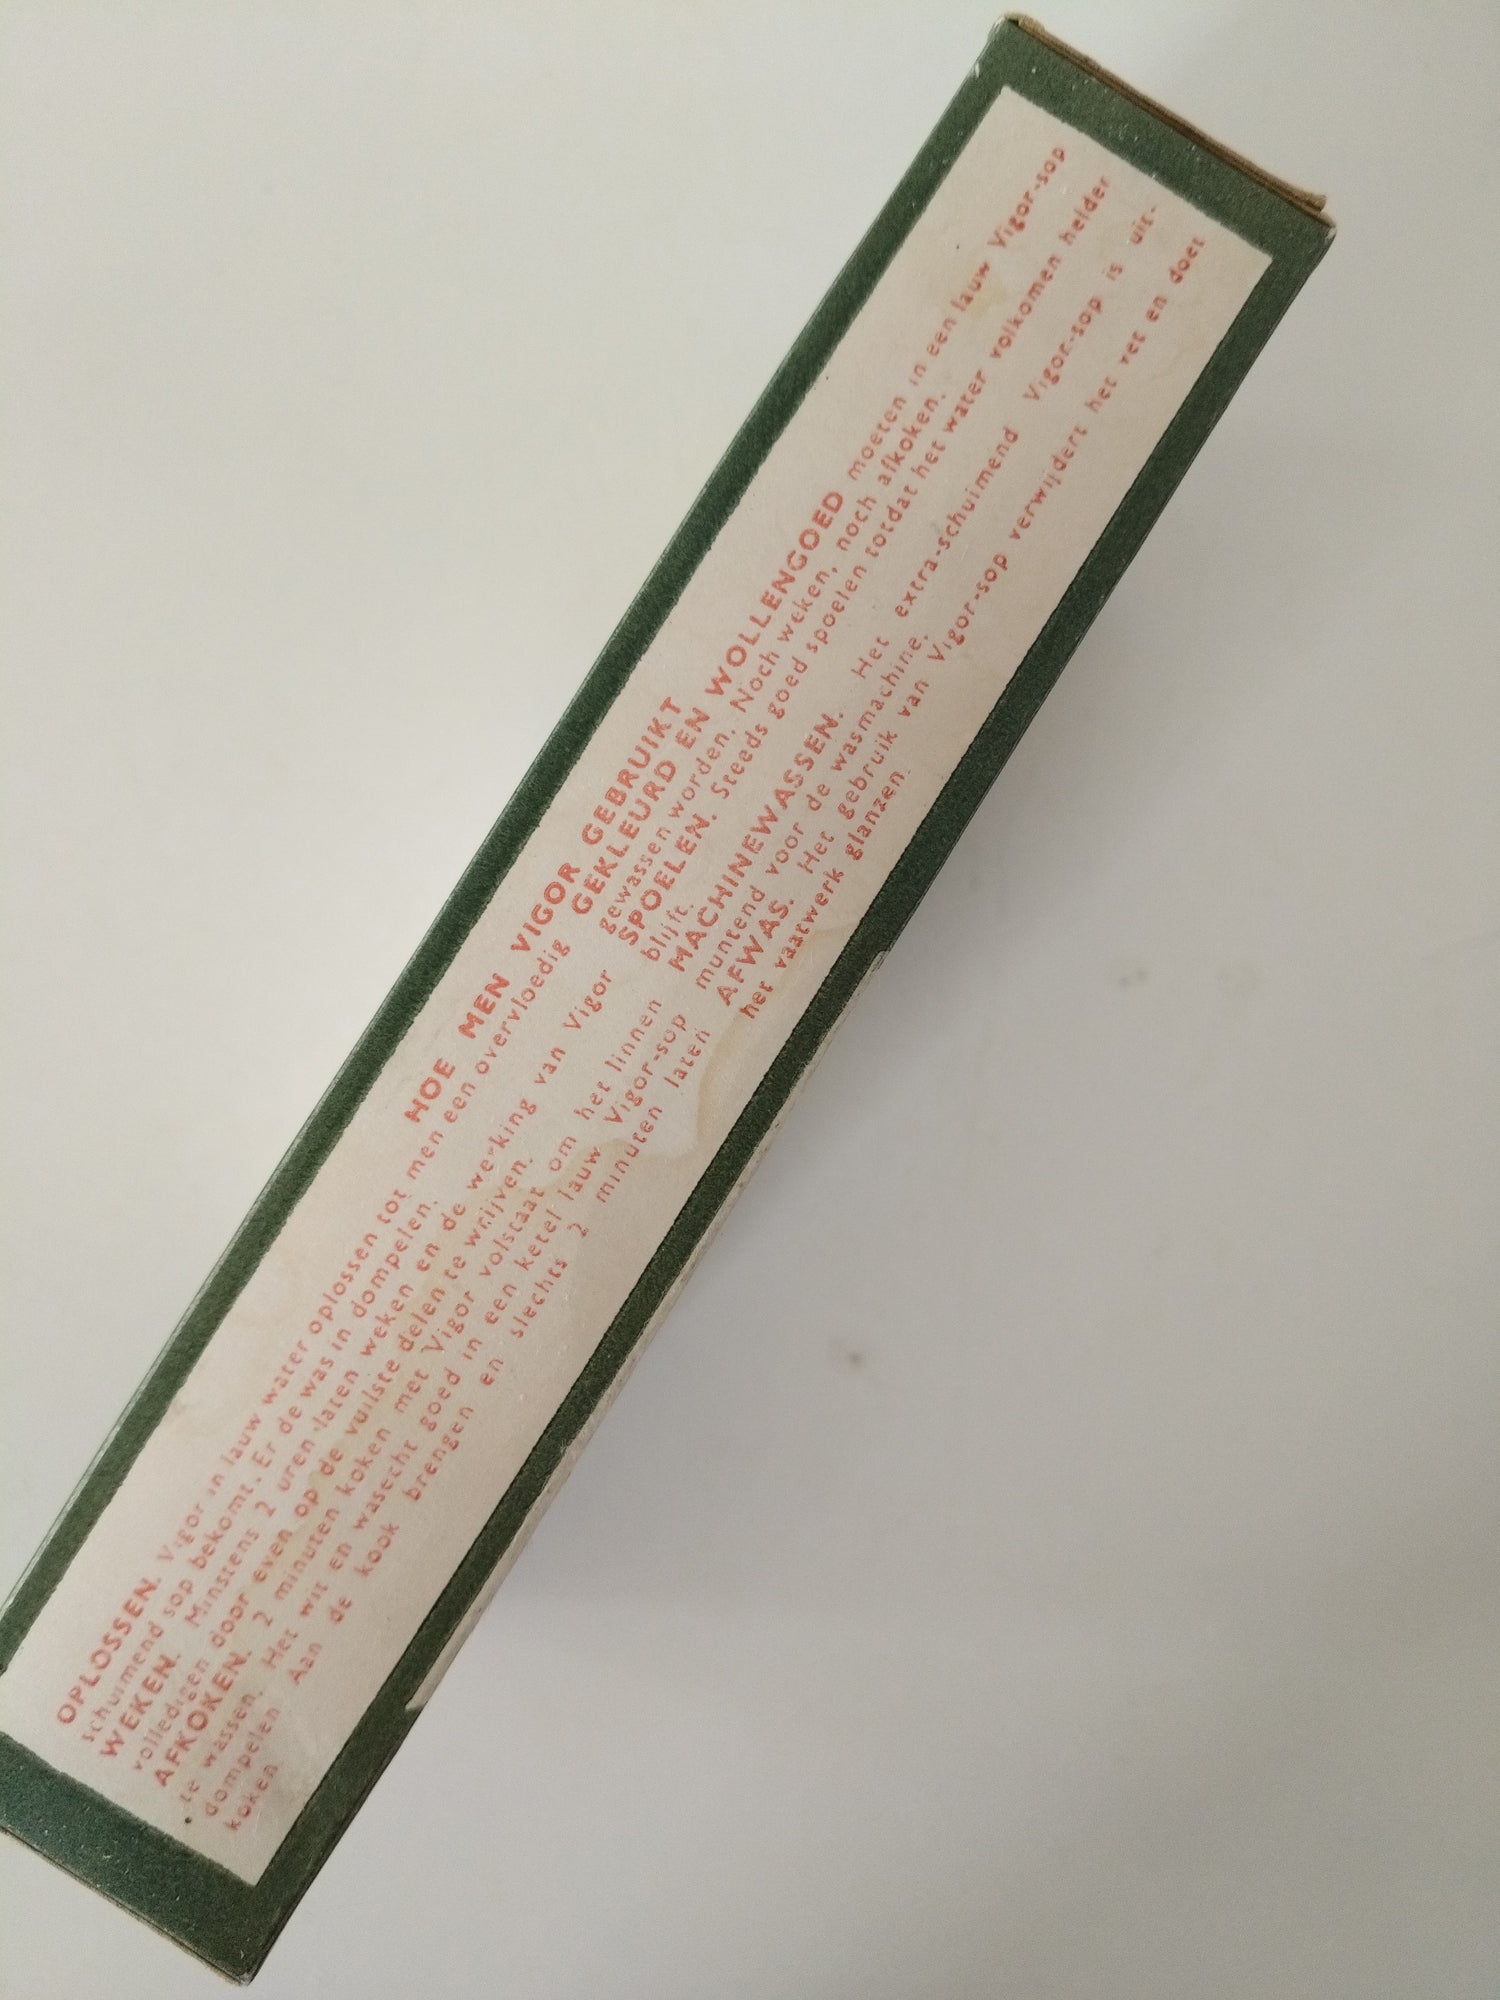 HOE MEN VIGOR GEBRUIKT
OPLOSSEN. Vigor in lauw water oplossen tot men een overvloedig
schuimend sop bekomt. Er de was in dompelen.
WEKEN. Minstens 2 uren laten weken en de werking van Vigor
volledigen door even op de vuilste delen te wrijven.
AFKOKEN. 2 minuten koken met Vigor volstaat om het linnen
te wassen. Het wit en wasecht goed in een ketel lauw Vigor-sop
dompelen Aan de kook brengen en slechts 2 minuten laten
koken
GEKLEURD EN WOLLENGOED moeten in een lauw Vigor-sop
gewassen worden. Noch weken, noch afkoken.
SPOELEN. Steeds goed spoelen totdat het water volkomen helder
blijft.
MACHINEWASSEN. Het extra-schuimend Vigor-sop is uit-
muntend voor de wasmachine.
AFWAS. Het gebruik van Vigor-sop verwijdert het vet en doet
het vaatwerk glanzen.